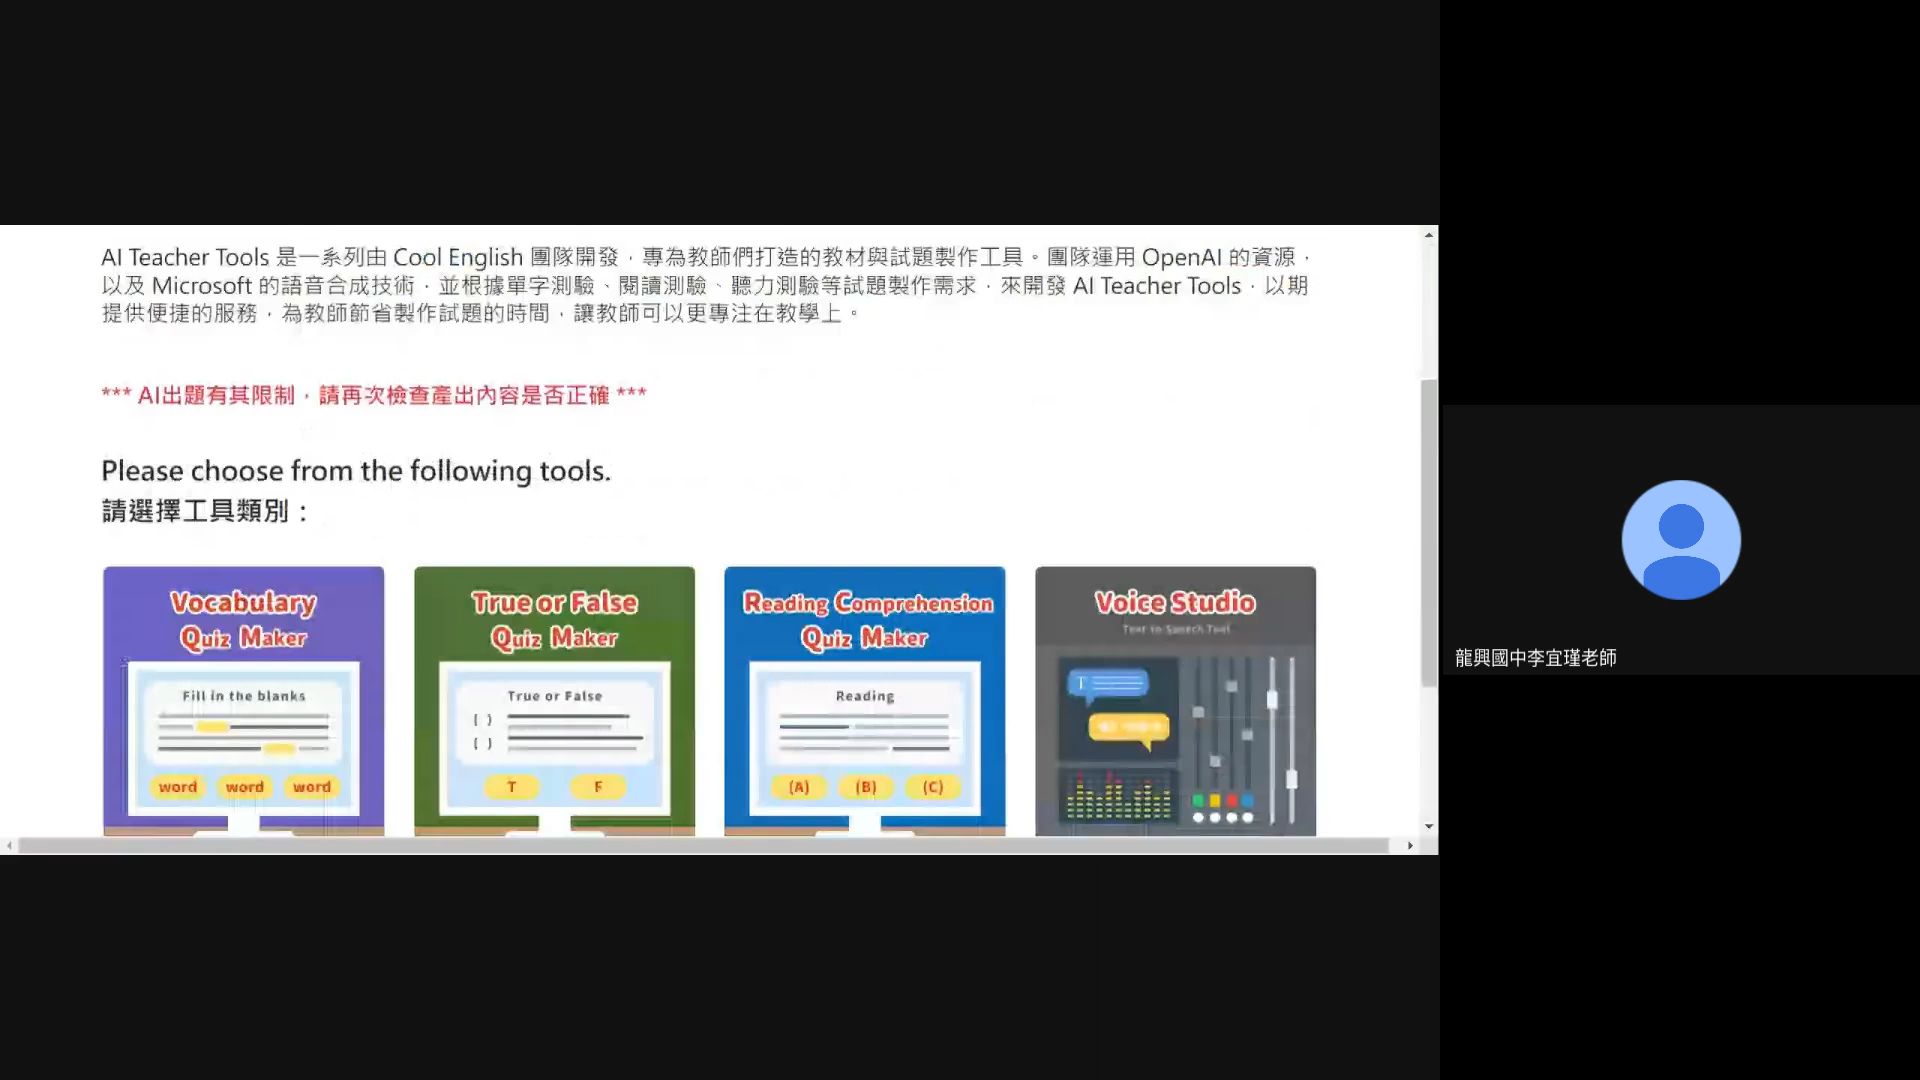 AI Teacher Tools 是一系列由 Cool English 團隊開發，專為教師們打造的教材與試題製作工具。團隊運用 OpenAI 的資源，
以及 Microsoft 的語音合成技術，並根據單字測驗、閱讀測驗、聽力測驗等試題製作需求，來開發 AI Teacher Tools，以期
提供便捷的服務，為教師節省製作試題的時間，讓教師可以更專注在教學上。
*** AI出題有其限制，請再次檢查產出內容是否正確 ***
Please choose from the following tools.
請選擇工具類別：
Vocabulary
Quiz Maker
Fill in the blanks
word word word
True or False
Quiz Maker
True or False
( )
( )
T F
Reading Comprehension
Quiz Maker
Reading
(A) (B) (C)
Voice Studio
Text to Speech Tool
T
龍興國中李宜瑾老師